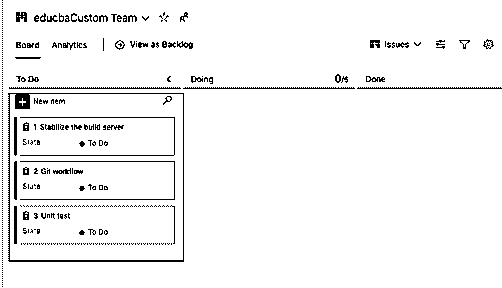 educbaCustom Team
Board Analytics View as Backlog Issues
To Do Doing 0/5 Done
New item
1 Stabilize the build server
State To Do
2 Git workflow
State To Do
3 Unit test
State To Do